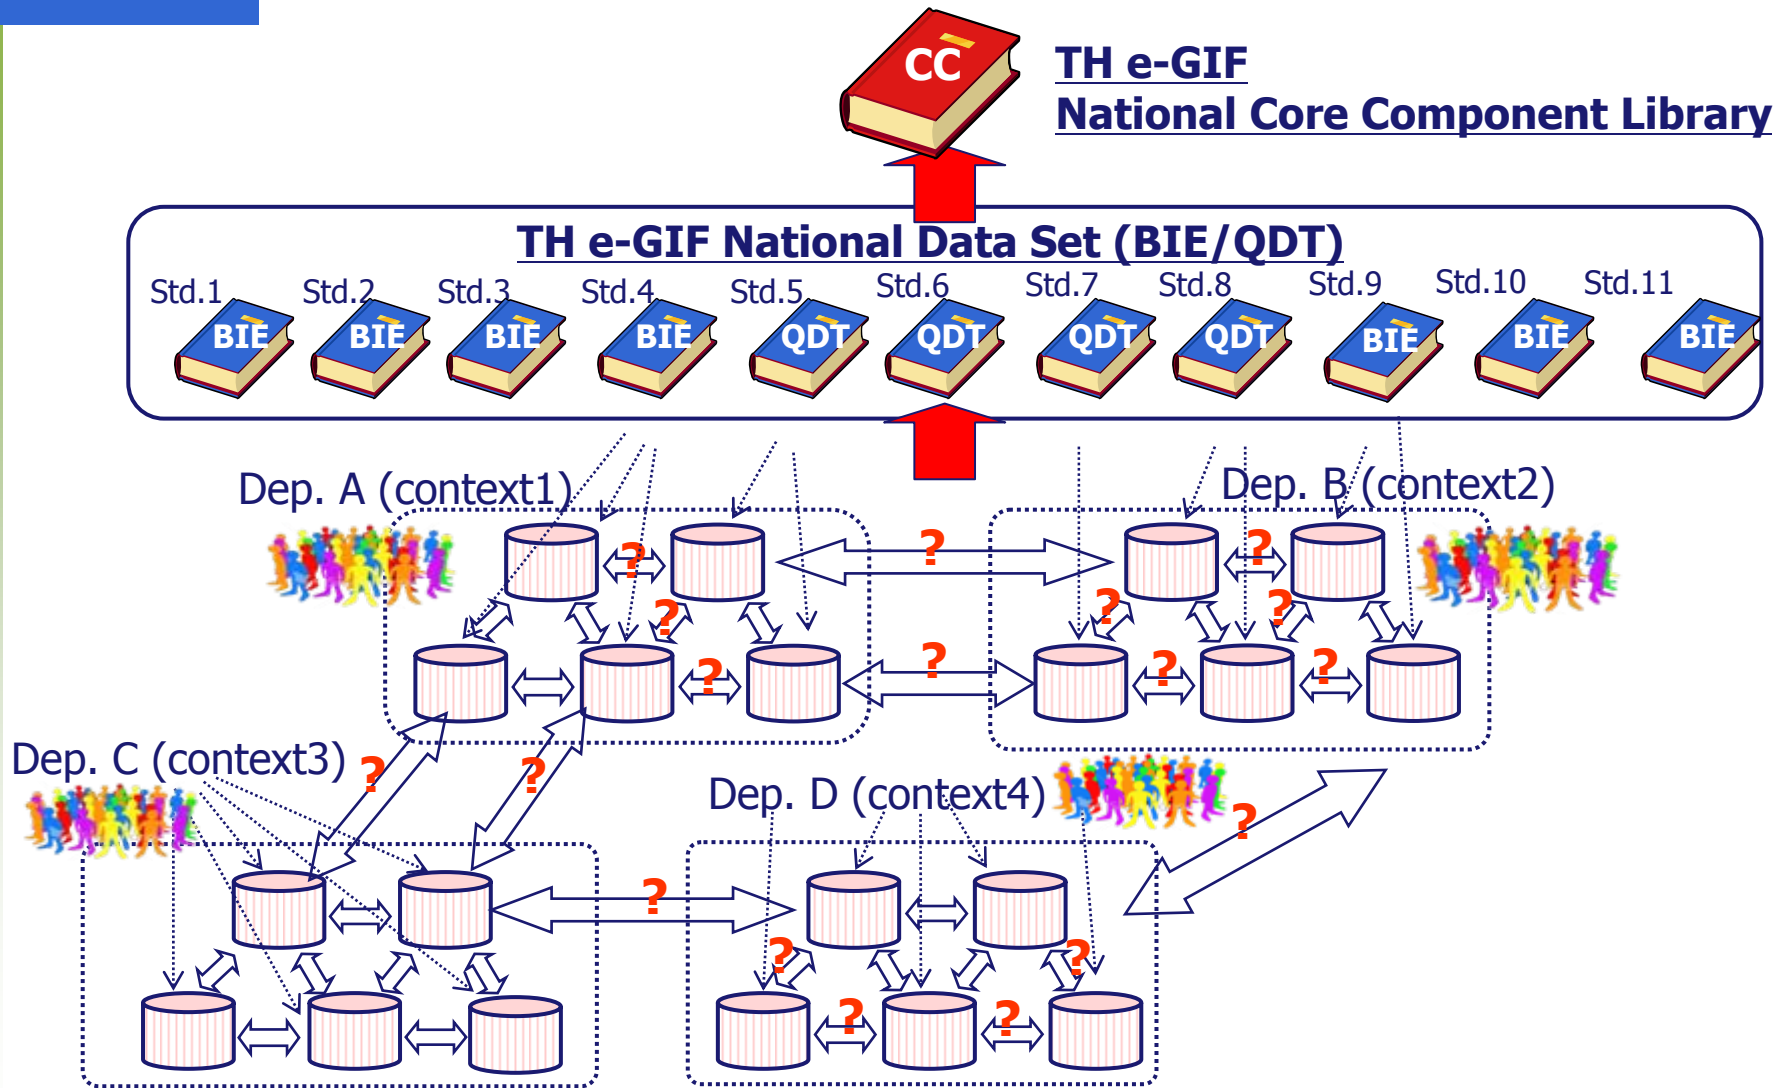 CC
TH e-GIF
National Core Component Library
TH e-GIF National Data Set (BIE/QDT)
Std.1 Std.2 Std.3 Std.4 Std.5 Std.6 Std.7 Std.8 Std.9 Std.10 Std.11
BIE BIE BIE BIE QDT QDT QDT QDT BIE BIE BIE
Dep. A (context1) Dep. B (context2)
? ? ?
? ? ?
? ? ? ?
Dep. C (context3) ? ? Dep. D (context4) ?
?
? ?
? ?